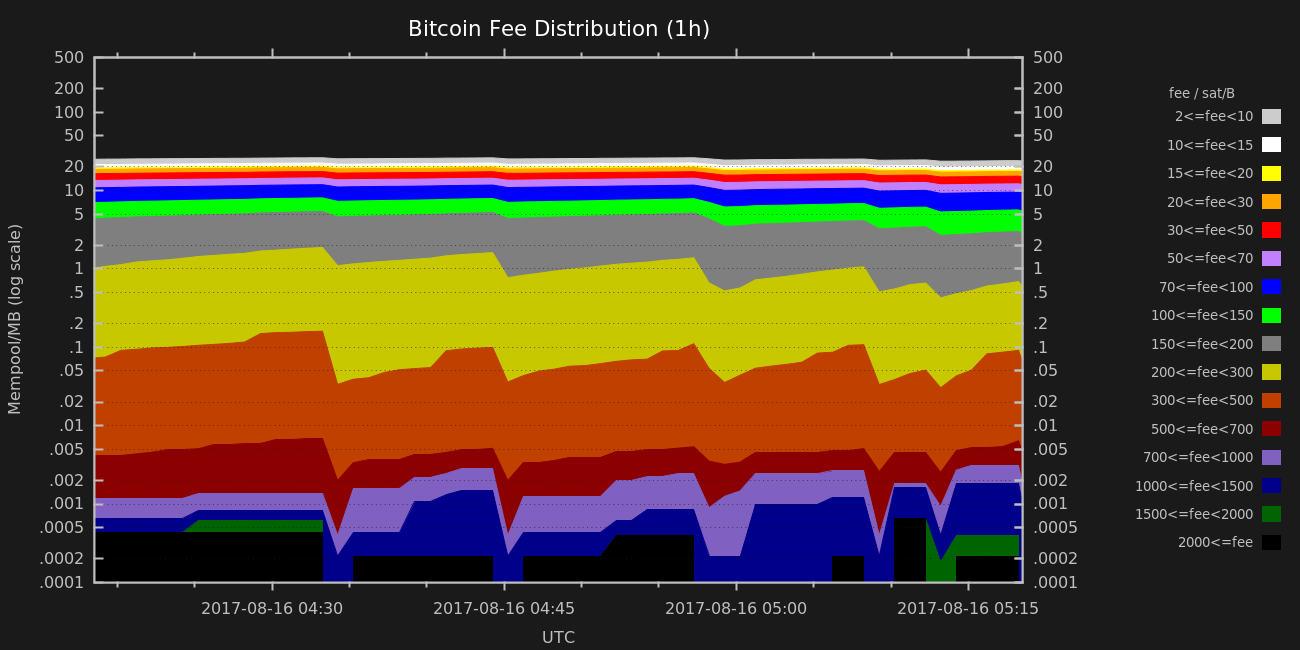 Bitcoin Fee Distribution (1h)
500 500
200 200
100 100
50 50
20 20
10 10
5 5
2 2
1 1
.5 .5
.2 .2
.1 .1
.05 .05
.02 .02
.01 .01
.005 .005
.002 .002
.001 .001
.0005 .0005
.0002 .0002
.0001 .0001
Mempool/MB (log scale)
2017-08-16 04:30 2017-08-16 04:45 2017-08-16 05:00 2017-08-16 05:15
UTC
fee / sat/B
2<=fee<10
10<=fee<15
15<=fee<20
20<=fee<30
30<=fee<50
50<=fee<70
70<=fee<100
100<=fee<150
150<=fee<200
200<=fee<300
300<=fee<500
500<=fee<700
700<=fee<1000
1000<=fee<1500
1500<=fee<2000
2000<=fee